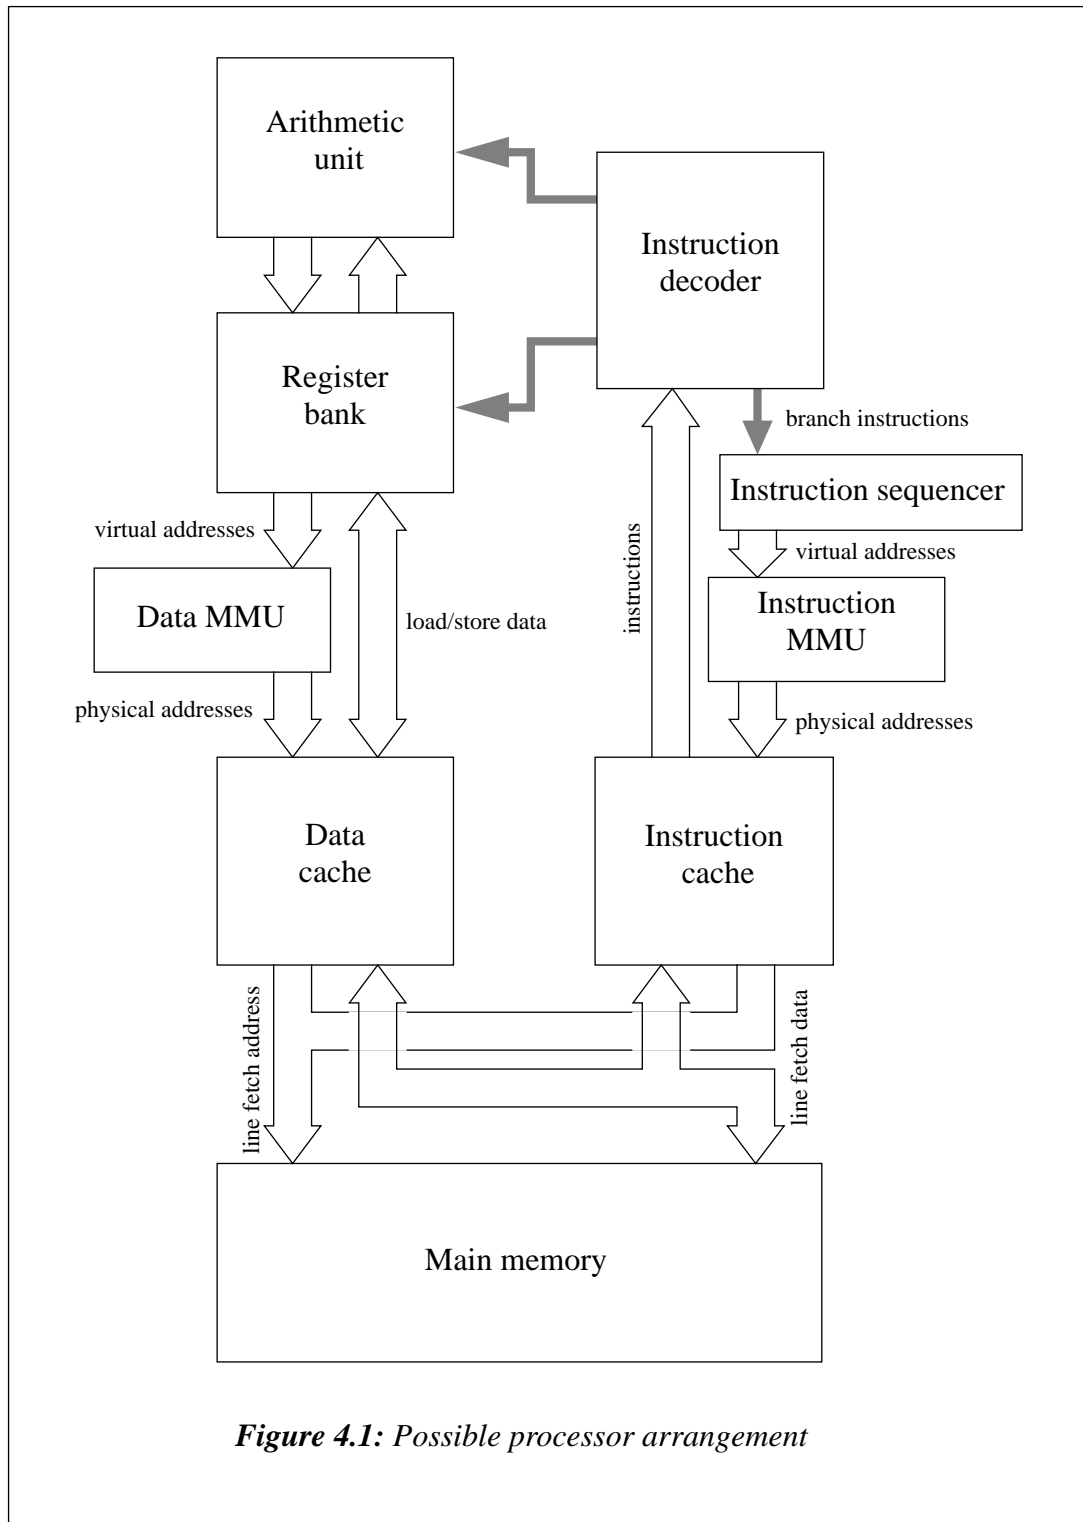 Arithmetic
unit
Instruction
decoder
Register
bank
branch instructions
Instruction sequencer
virtual addresses
virtual addresses
instructions
Data MMU
load/store data
Instruction
MMU
physical addresses
physical addresses
Data
cache
Instruction
cache
line fetch address
line fetch data
Main memory
Figure 4.1: Possible processor arrangement